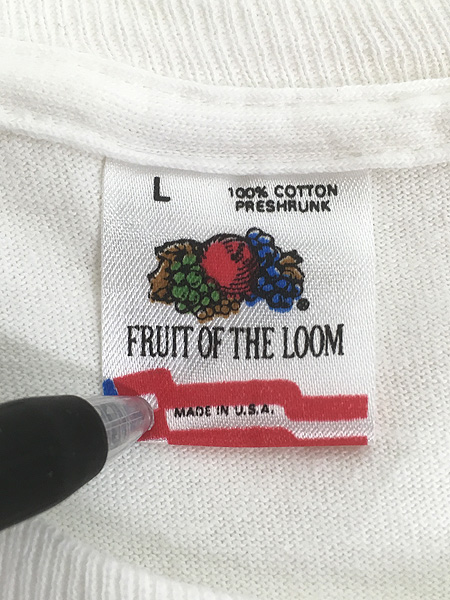 L
100% COTTON
PRESHRUNK
FRUIT OF THE LOOM
MADE IN U.S.A.